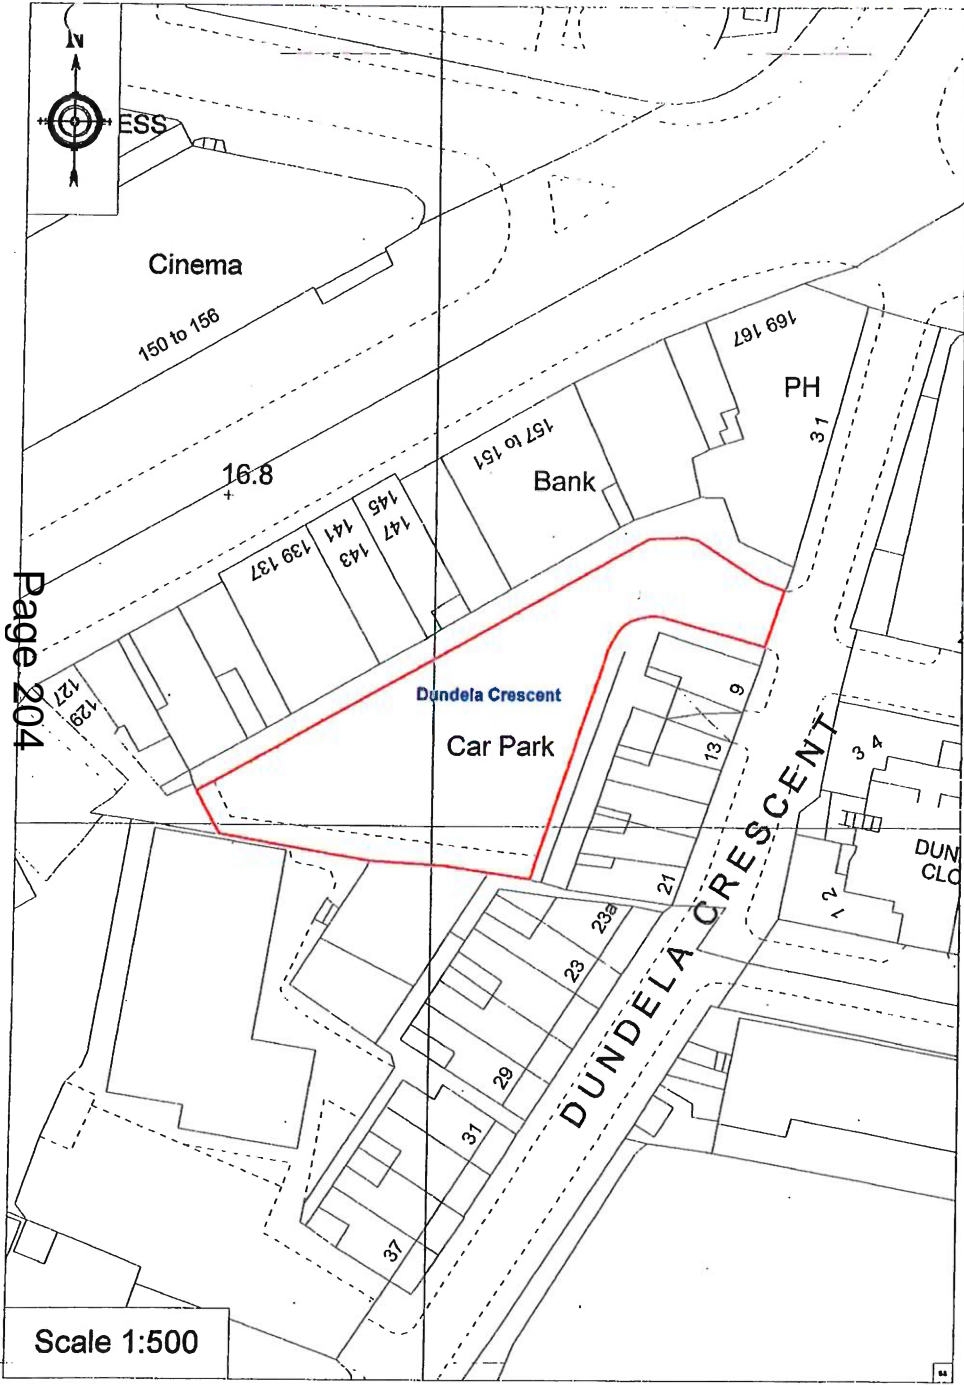 N
ESS
Cinema
150 to 156
169 167
PH
31
157 to 151
Bank
16.8
145
147
141
143
139 137
Page 204
127
129
Dundela Crescent
Car Park
9
13
21
3 4
DUN
CLO
1 2
DUNDELA CRESCENT
23a
23
29
31
37
Scale 1:500